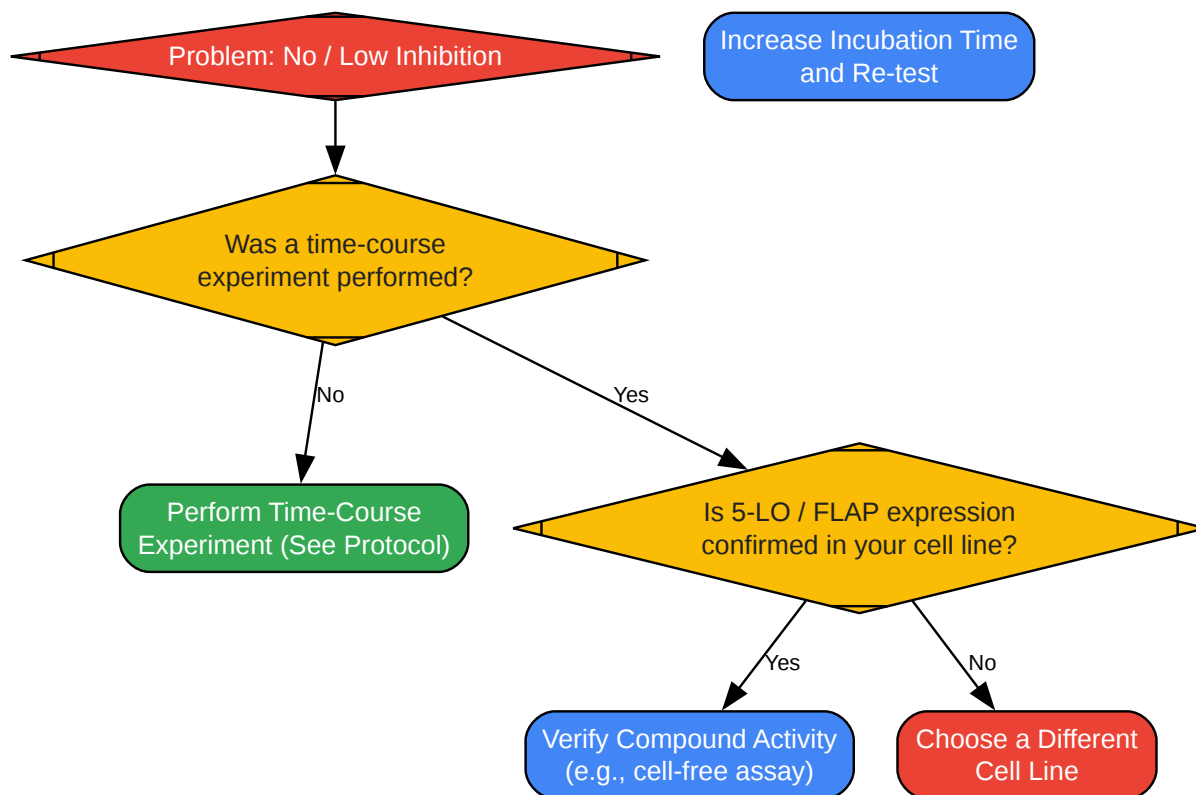 Problem: No / Low Inhibition
Increase Incubation Time
and Re-test
Was a time-course
experiment performed?
No
Yes
Perform Time-Course
Experiment (See Protocol)
Is 5-LO / FLAP expression
confirmed in your cell line?
Yes
No
Verify Compound Activity
(e.g., cell-free assay)
Choose a Different
Cell Line